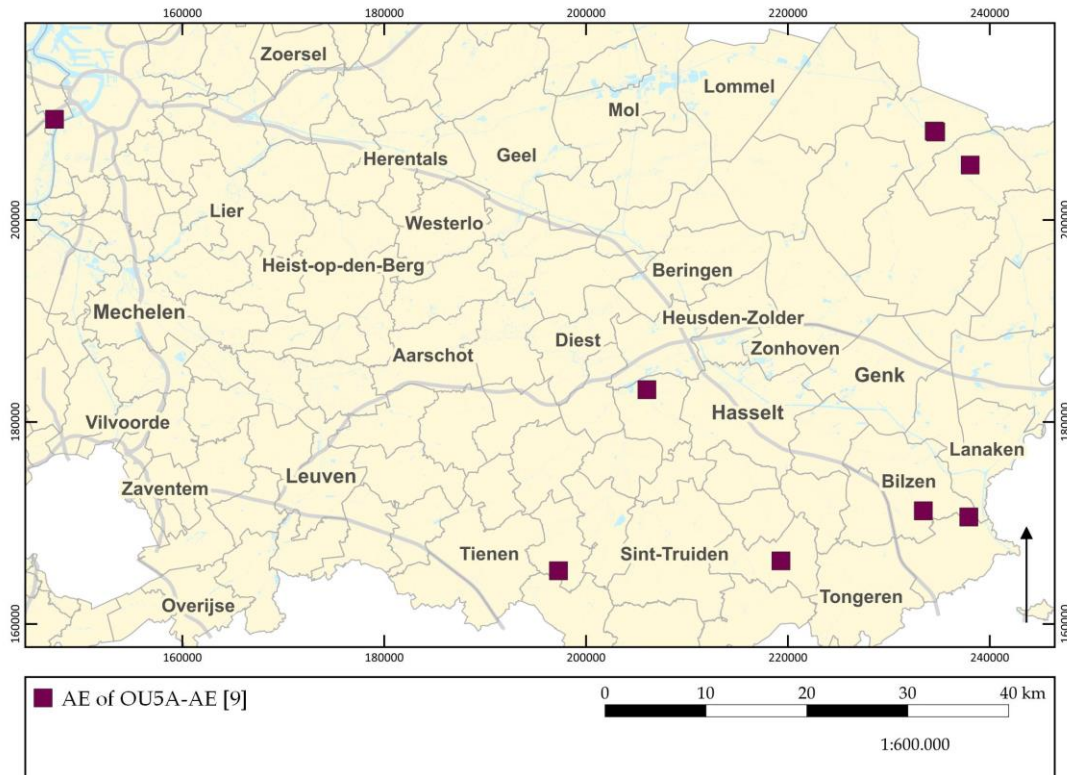 160000 180000 200000 220000 240000
Zoersel
Lommel
Mol
Geel
Herentals
Lier
Westerlo
200000 200000
Heist-op-den-Berg
Beringen
Mechelen
Heusden-Zolder
Diest
Zonhoven
Aarschot
Genk
Hasselt
Vilvoorde
180000 180000
Lanaken
Leuven
Bilzen
Zaventem
Tienen
Sint-Truiden
Tongeren
Overijse
160000 160000
160000 180000 200000 220000 240000
AE of OU5A-AE [9]
0 10 20 30 40 km
1:600.000